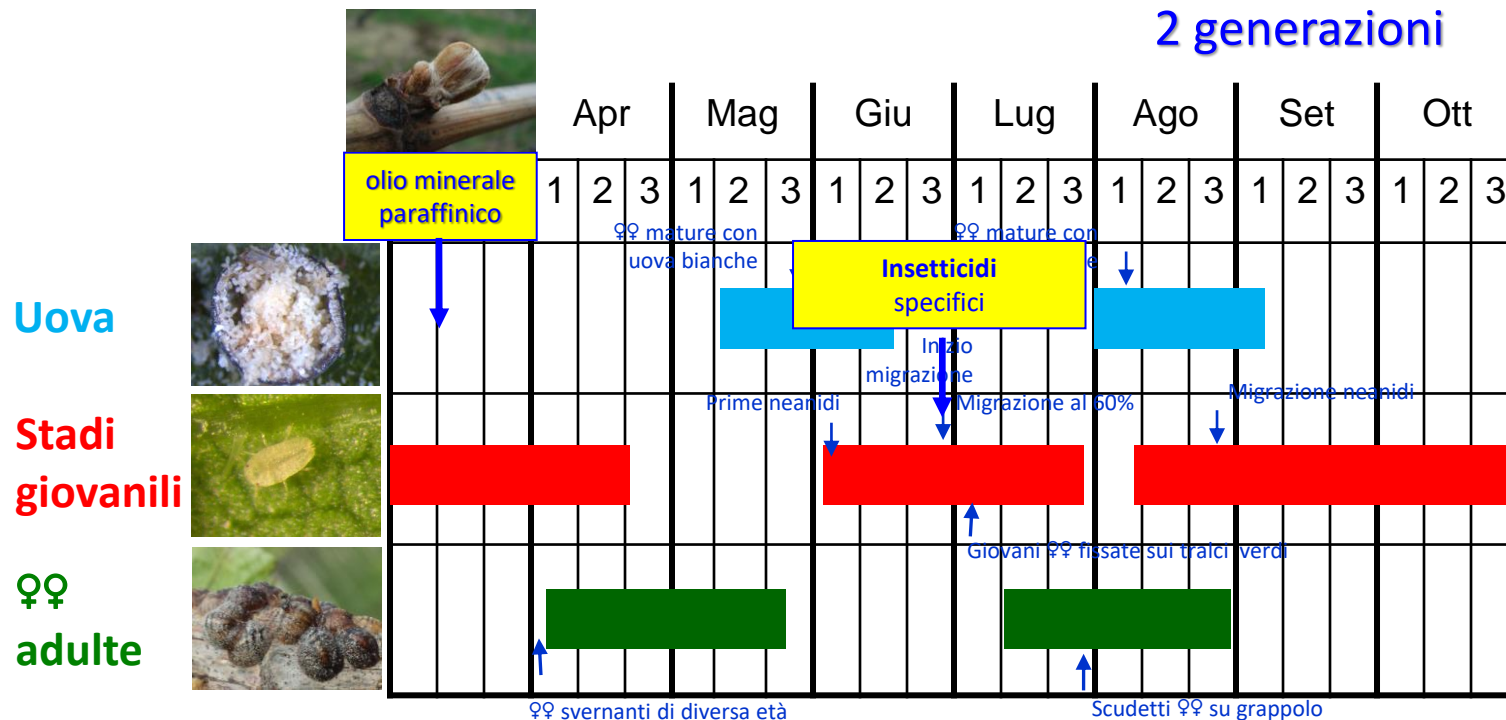 2 generazioni
Apr Mag Giu Lug Ago Set Ott
olio minerale
paraffinico
1 2 3 1 2 3 1 2 3 1 2 3 1 2 3 1 2 3 1 2 3
♀♀ mature con
uova bianche
♀♀ mature con
e
Insetticidi
specifici
Uova
Inizio
migrazione
Prime neanidi
Migrazione al 60%
Migrazione neanidi
Stadi
giovanili
Giovani ♀♀ fissate sui tralci verdi
♀♀
adulte
♀♀ svernanti di diversa età
Scudetti ♀♀ su grappolo